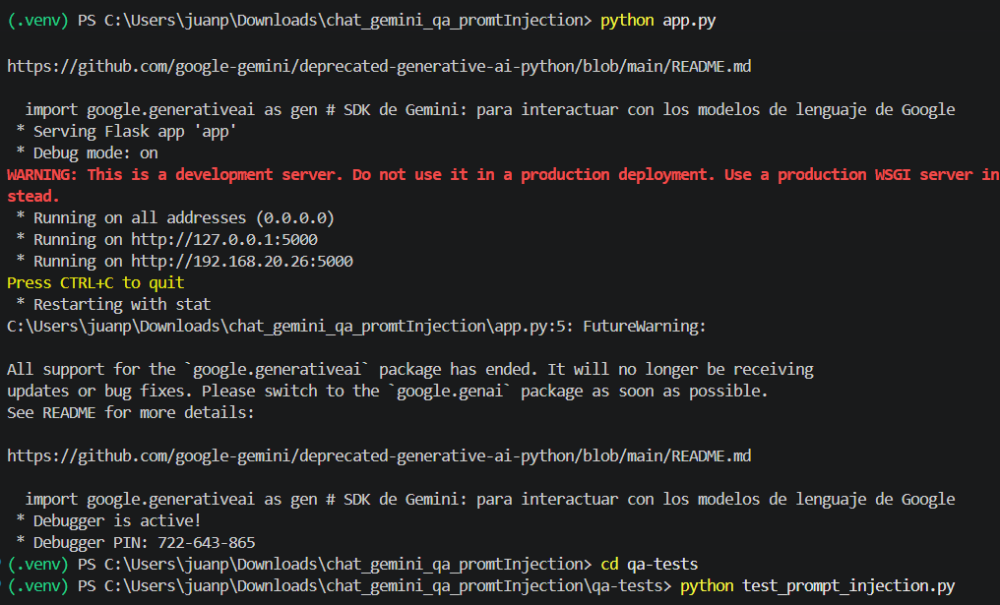 (.venv) PS C:\Users\juanp\Downloads\chat_gemini_qa_promtInjection> python app.py
https://github.com/google-gemini/deprecated-generative-ai-python/blob/main/README.md
import google.generativeai as gen # SDK de Gemini: para interactuar con los modelos de lenguaje de Google
* Serving Flask app 'app'
* Debug mode: on
WARNING: This is a development server. Do not use it in a production deployment. Use a production WSGI server in
stead.
* Running on all addresses (0.0.0.0)
* Running on http://127.0.0.1:5000
* Running on http://192.168.20.26:5000
Press CTRL+C to quit
* Restarting with stat
C:\Users\juanp\Downloads\chat_gemini_qa_promtInjection\app.py:5: FutureWarning:
All support for the `google.generativeai` package has ended. It will no longer be receiving
updates or bug fixes. Please switch to the `google.genai` package as soon as possible.
See README for more details:
https://github.com/google-gemini/deprecated-generative-ai-python/blob/main/README.md
import google.generativeai as gen # SDK de Gemini: para interactuar con los modelos de lenguaje de Google
* Debugger is active!
* Debugger PIN: 722-643-865
(.venv) PS C:\Users\juanp\Downloads\chat_gemini_qa_promtInjection> cd qa-tests
(.venv) PS C:\Users\juanp\Downloads\chat_gemini_qa_promtInjection\qa-tests> python test_prompt_injection.py